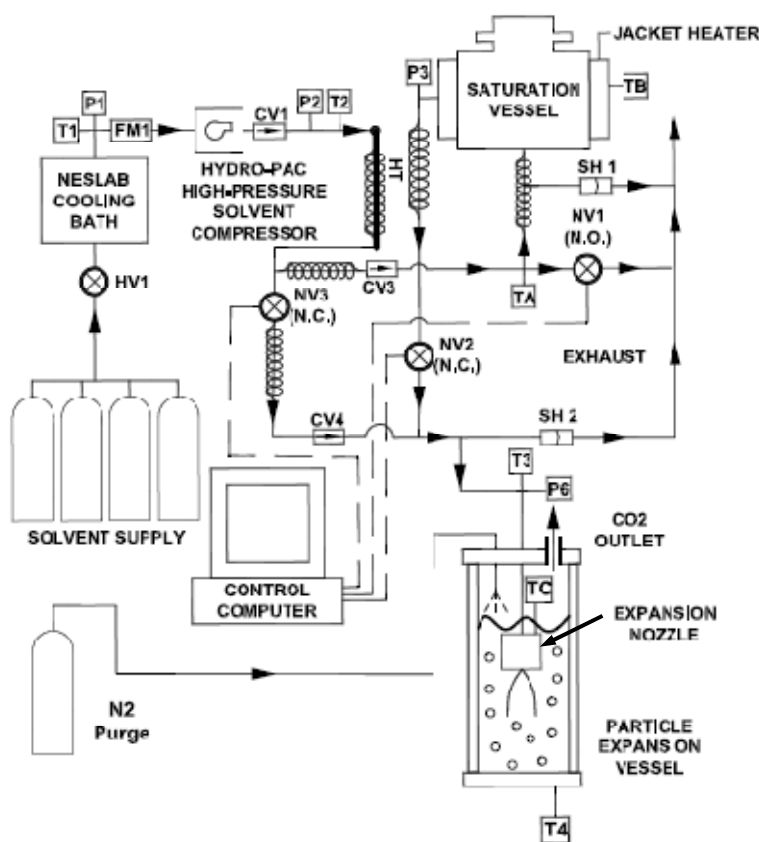 JACKET HEATER
P1
P3
SATURATION
VESSEL
TB
T1
FM1
CV1
P2
T2
HT
SH 1
NESLAB
COOLING
BATH
HYDRO-PAC
HIGH-PRESSURE
SOLVENT
COMPRESSOR
NV1
(N.O.)
HV1
CV3
TA
NV3
(N.C.)
NV2
(N.C.)
EXHAUST
CV4
SH 2
T3
P6
SOLVENT SUPPLY
CO2
OUTLET
CONTROL
COMPUTER
TC
EXPANSION
NOZZLE
N2
Purge
PARTICLE
EXPANSION
VESSEL
T4